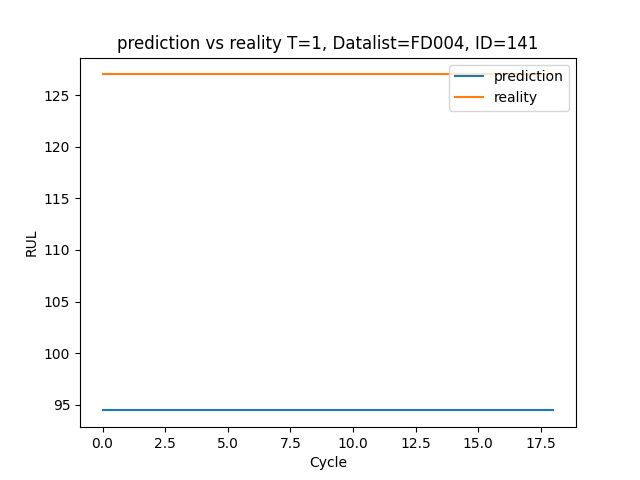 prediction vs reality T=1, Datalist=FD004, ID=141
prediction
reality
125
120
115
110
105
100
95
RUL
0.0 2.5 5.0 7.5 10.0 12.5 15.0 17.5
Cycle